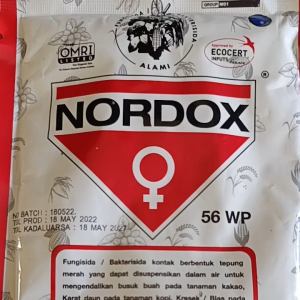 GROUP M01
OMRI
LISTED
ALAMI
Approved by
ECOCERT
INPUTS
NORDOX
®
NO BATCH : 180522.
TGL PROD : 18 MAY 2022
TGL KADALUARSA : 18 MAY 2027
56 WP
Fungisida / Bakterisida kontak berbentuk tepung
merah yang dapat disuspensikan dalam air untuk
mengendalikan busuk buah pada tanaman kakao,
Karat daun pada tanaman kopi, Kresek / Blas pada